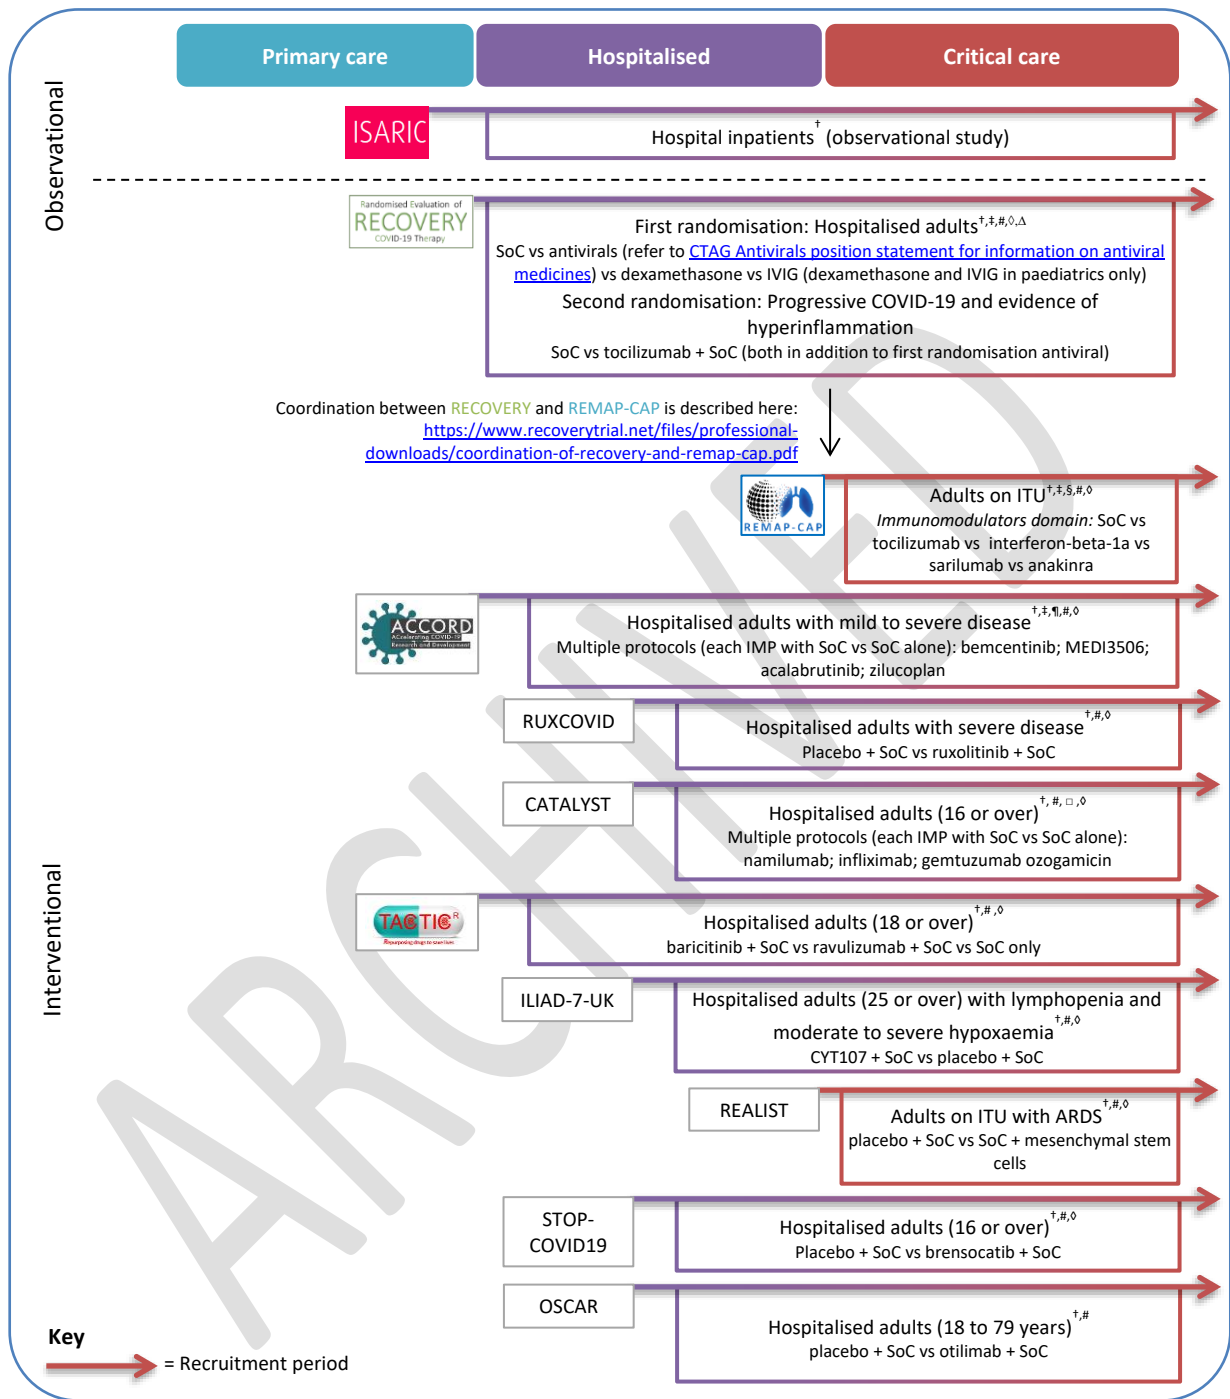 Primary care
Hospitalised
Critical care
Observational
ISARIC
Hospital inpatients† (observational study)
Randomised Evaluation of
RECOVERY
COVID-19 Therapy
First randomisation: Hospitalised adults†,‡,#,◊,Δ
SoC vs antivirals (refer to CTAG Antivirals position statement for information on antiviral
medicines) vs dexamethasone vs IVIG (dexamethasone and IVIG in paediatrics only)
Second randomisation: Progressive COVID-19 and evidence of
hyperinflammation
SoC vs tocilizumab + SoC (both in addition to first randomisation antiviral)
Coordination between RECOVERY and REMAP-CAP is described here:
https://www.recoverytrial.net/files/professional-
downloads/coordination-of-recovery-and-remap-cap.pdf
REMAP-CAP
Adults on ITU†,‡,§,#,◊
Immunomodulators domain: SoC vs
tocilizumab vs interferon-beta-1a vs
sarilumab vs anakinra
ACCORD
ACcelerating COVID-19
Research and Development
Hospitalised adults with mild to severe disease†,‡,¶,#,◊
Multiple protocols (each IMP with SoC vs SoC alone): bemcentinib; MEDI3506;
acalabrutinib; zilucoplan
RUXCOVID
Hospitalised adults with severe disease†,#,◊
Placebo + SoC vs ruxolitinib + SoC
CATALYST
Hospitalised adults (16 or over)†, #, □ ,◊
Multiple protocols (each IMP with SoC vs SoC alone):
namilumab; infliximab; gemtuzumab ozogamicin
Interventional
TACTIC R
Repurposing drugs to save lives
Hospitalised adults (18 or over)†,# ,◊
baricitinib + SoC vs ravulizumab + SoC vs SoC only
ILIAD-7-UK
Hospitalised adults (25 or over) with lymphopenia and
moderate to severe hypoxaemia†,#,◊
CYT107 + SoC vs placebo + SoC
REALIST
Adults on ITU with ARDS†,#,◊
placebo + SoC vs SoC + mesenchymal stem
cells
STOP-
COVID19
Hospitalised adults (16 or over)†,#,◊
Placebo + SoC vs brensocatib + SoC
OSCAR
Hospitalised adults (18 to 79 years)†,#
placebo + SoC vs otilimab + SoC
Key
= Recruitment period
ARCHIVED